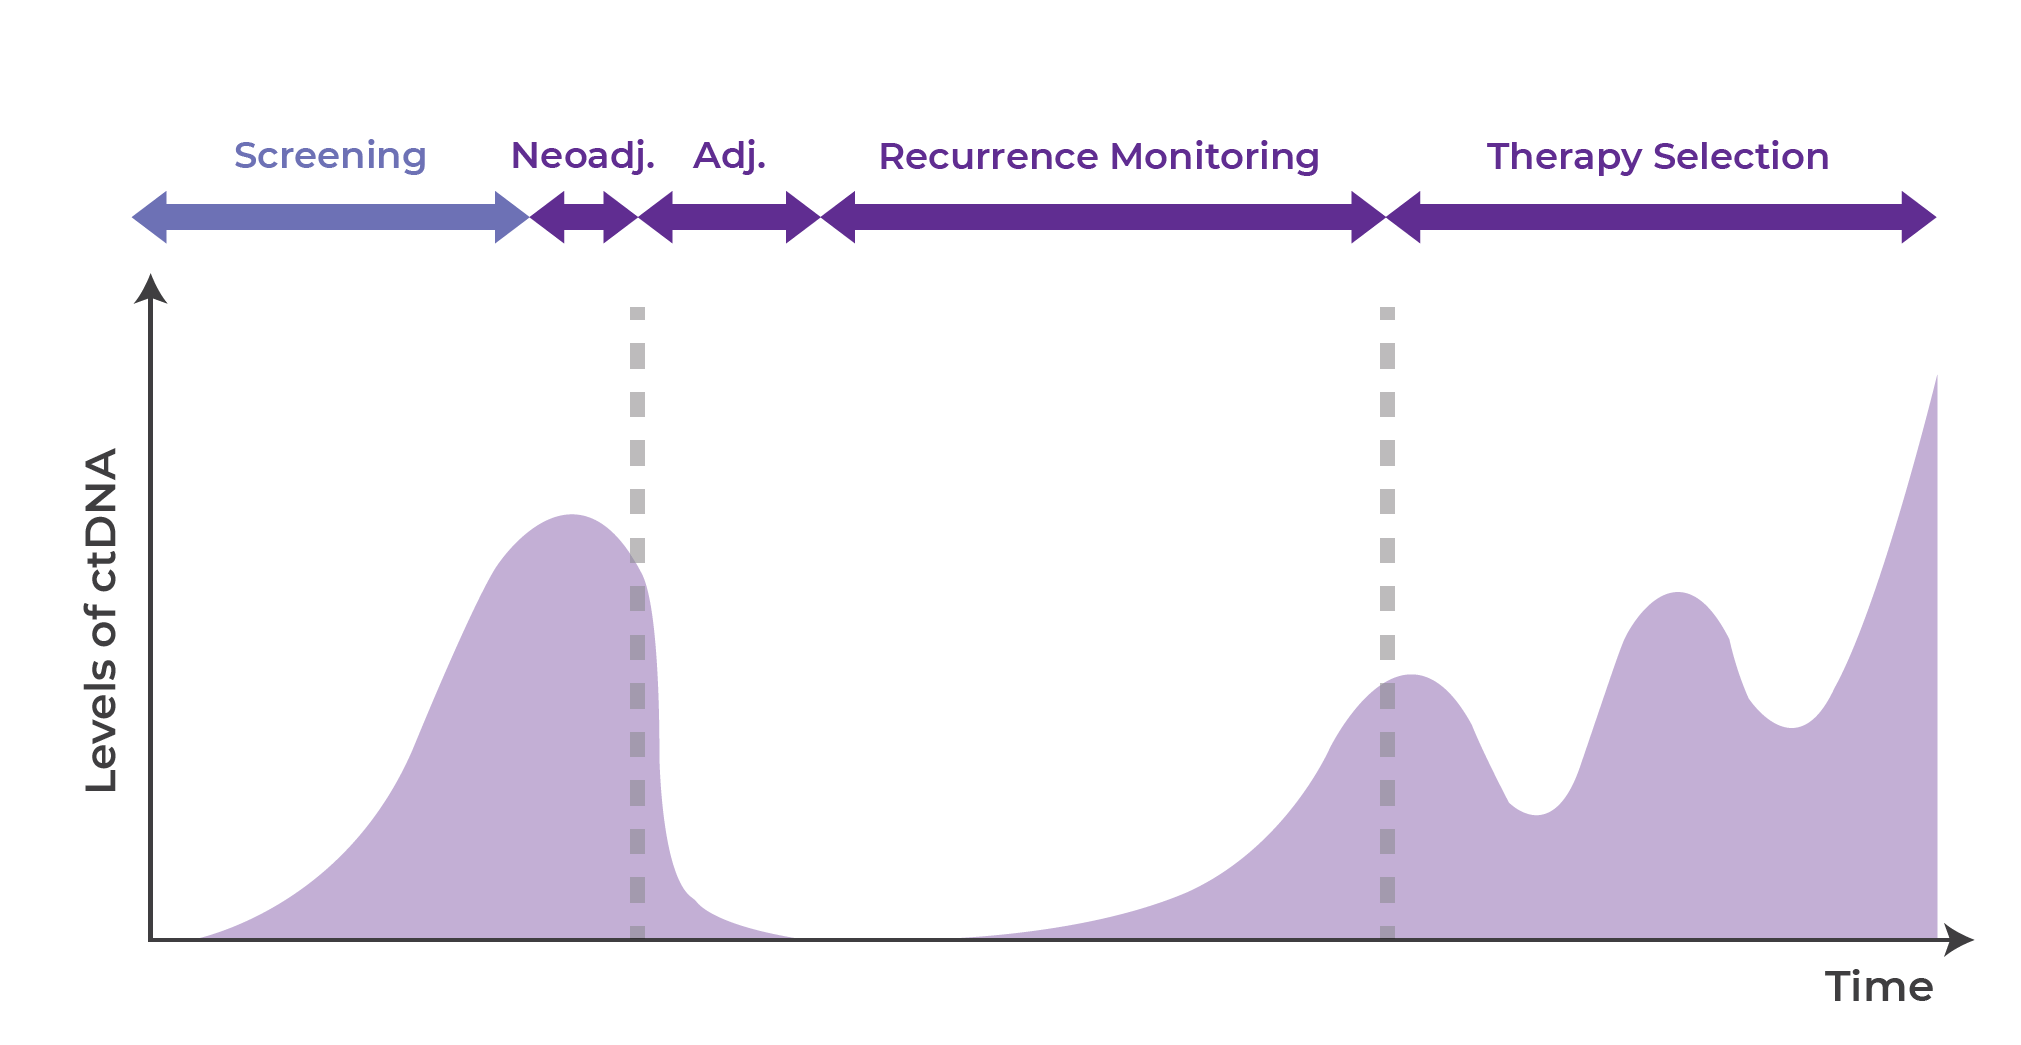 Screening
Neoadj.
Adj.
Recurrence Monitoring
Therapy Selection
Levels of ctDNA
Time